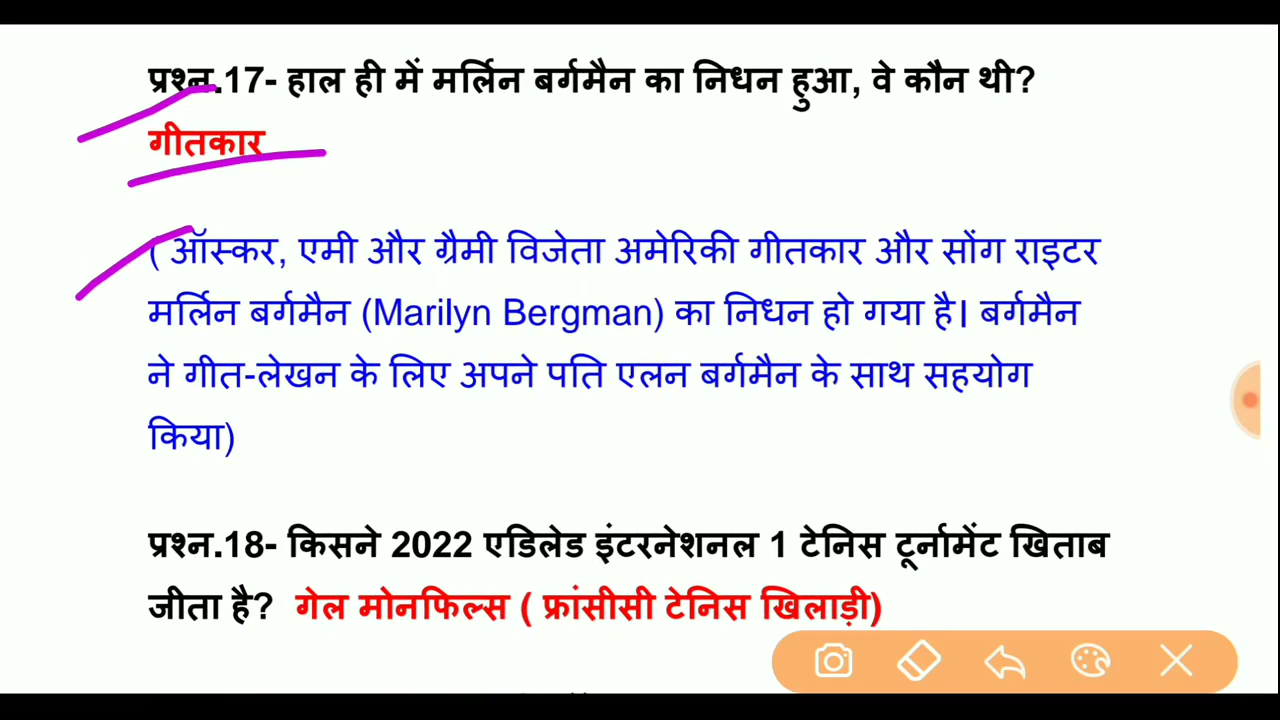 प्रश्न.17- हाल ही में मर्लिन बर्गमैन का निधन हुआ, वे कौन थी?
गीतकार
( ऑस्कर, एमी और ग्रैमी विजेता अमेरिकी गीतकार और सोंग राइटर
मर्लिन बर्गमैन (Marilyn Bergman) का निधन हो गया है। बर्गमैन
ने गीत-लेखन के लिए अपने पति एलन बर्गमैन के साथ सहयोग
किया)
प्रश्न.18- किसने 2022 एडिलेड इंटरनेशनल 1 टेनिस टूर्नामेंट खिताब
जीता है? गेल मोनफिल्स ( फ्रांसीसी टेनिस खिलाड़ी)